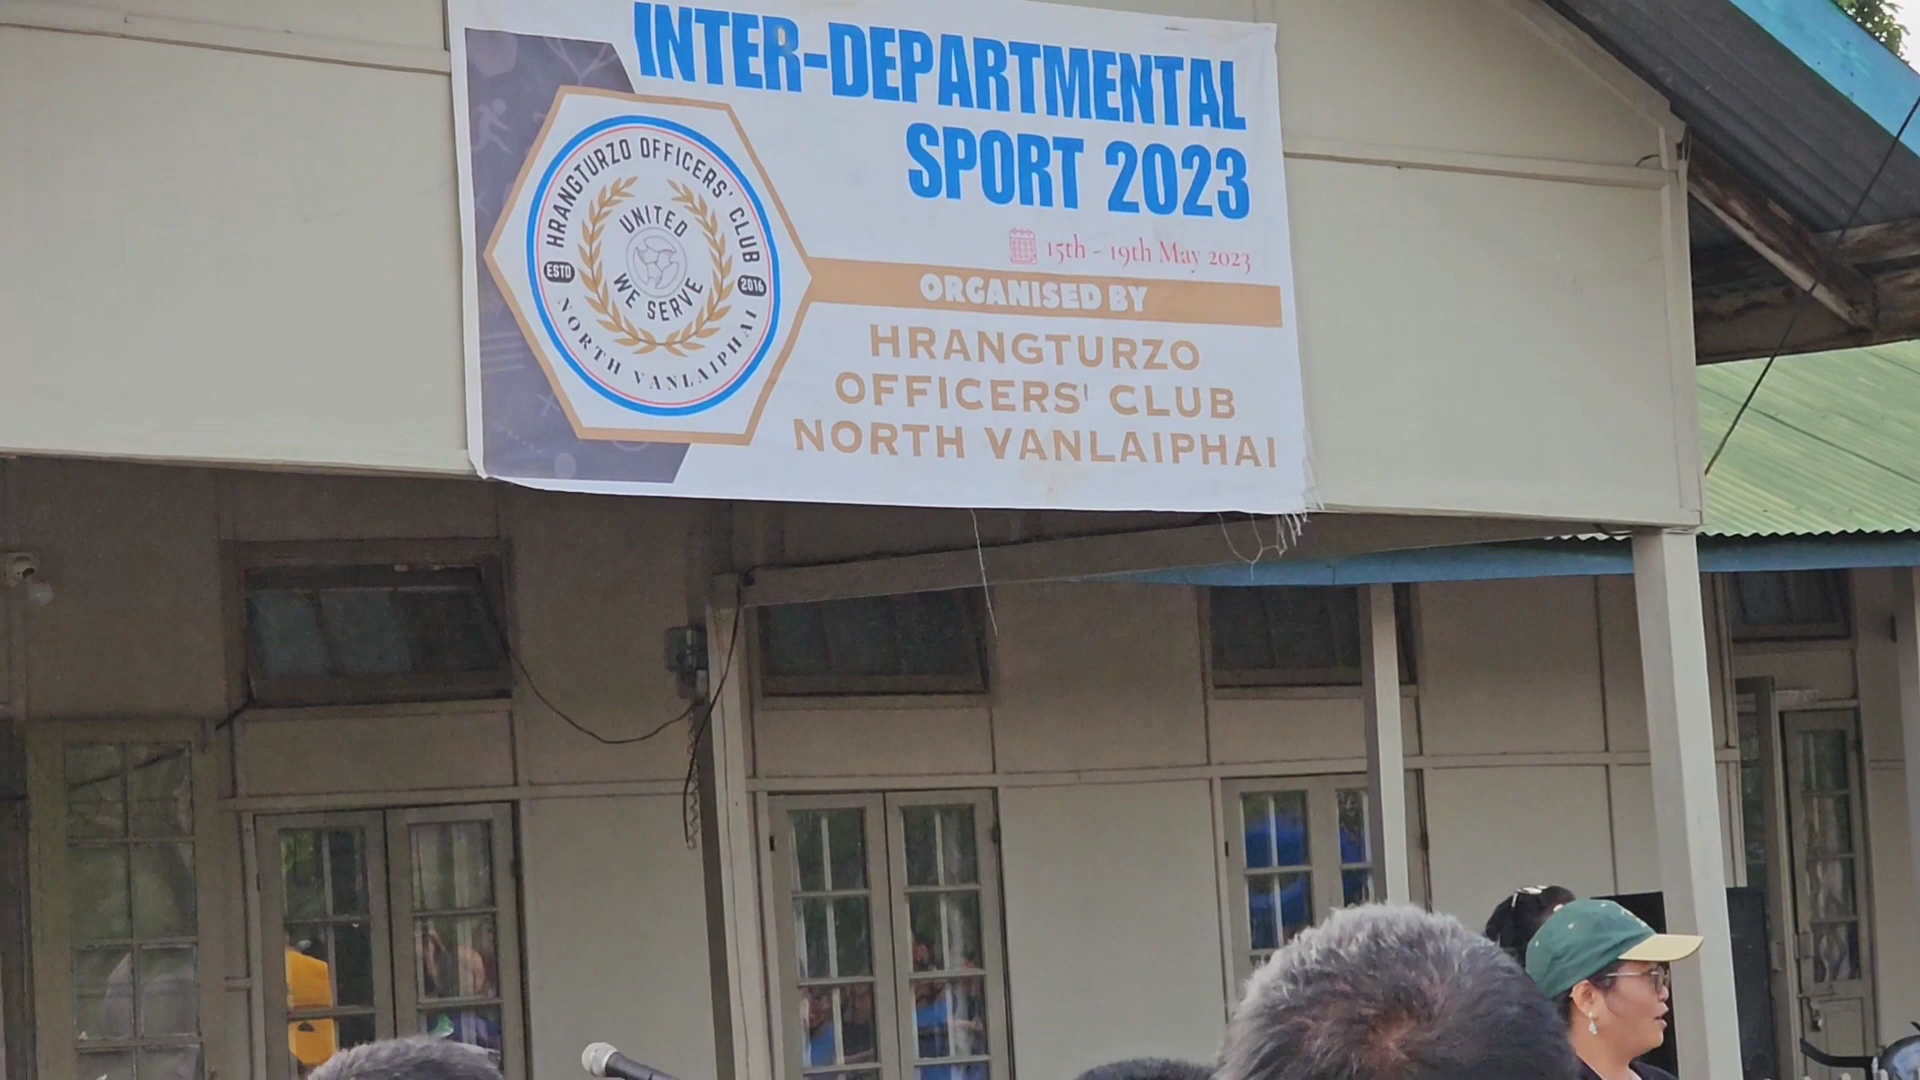 INTER-DEPARTMENTAL
SPORT 2023
15th - 19th May 2023
ORGANISED BY
HRANGTURZO
OFFICERS' CLUB
NORTH VANLAIPHAI
HRANGTURZO OFFICERS' CLUB
UNITED
WE SERVE
ESTD
2016
NORTH VANLAIPHAI